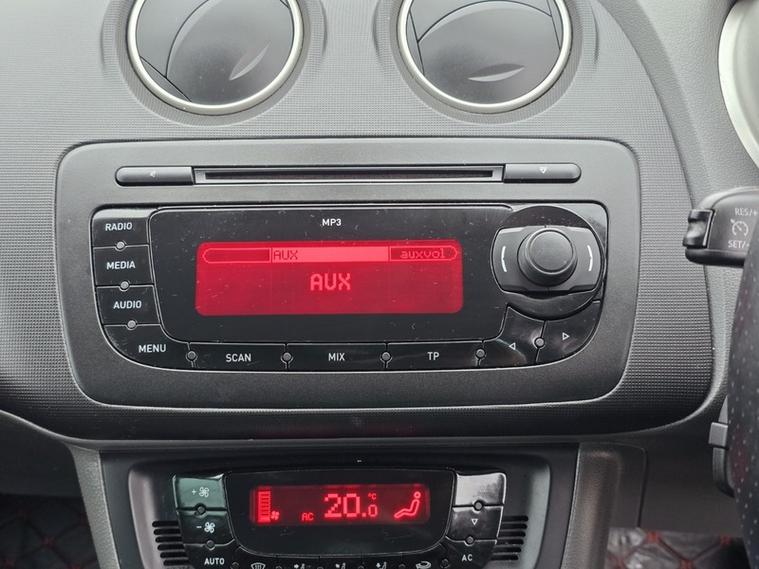 MP3
RADIO
MEDIA
AUDIO
MENU
SCAN
MIX
TP
AUX
auxvol
AUX
RES/+
SET/-
AC
20.0
°C
AUTO
AC